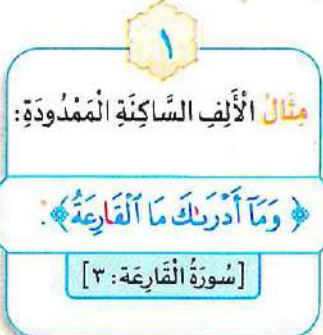 ١
مِثَالُ الْأَلِفِ السَّاكِنَةِ الْمَمْدُودَةِ:
﴿ وَمَآ أَدْرَىٰكَ مَا ٱلْقَارِعَةُ ﴾.
[سُورَةُ الْقَارِعَة: ٣]